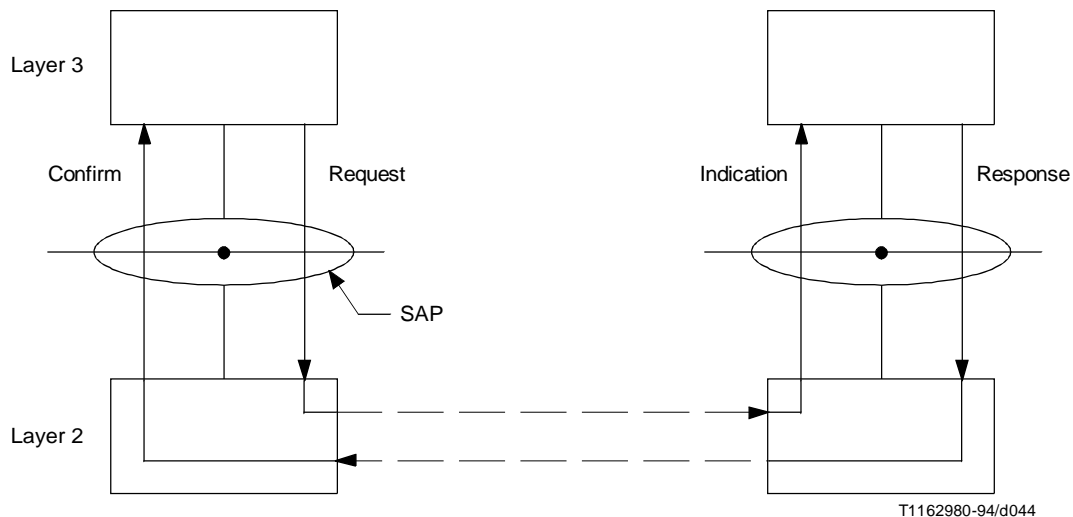 Layer 3
Confirm
Request
Indication
Response
SAP
Layer 2
T1162980-94/d044